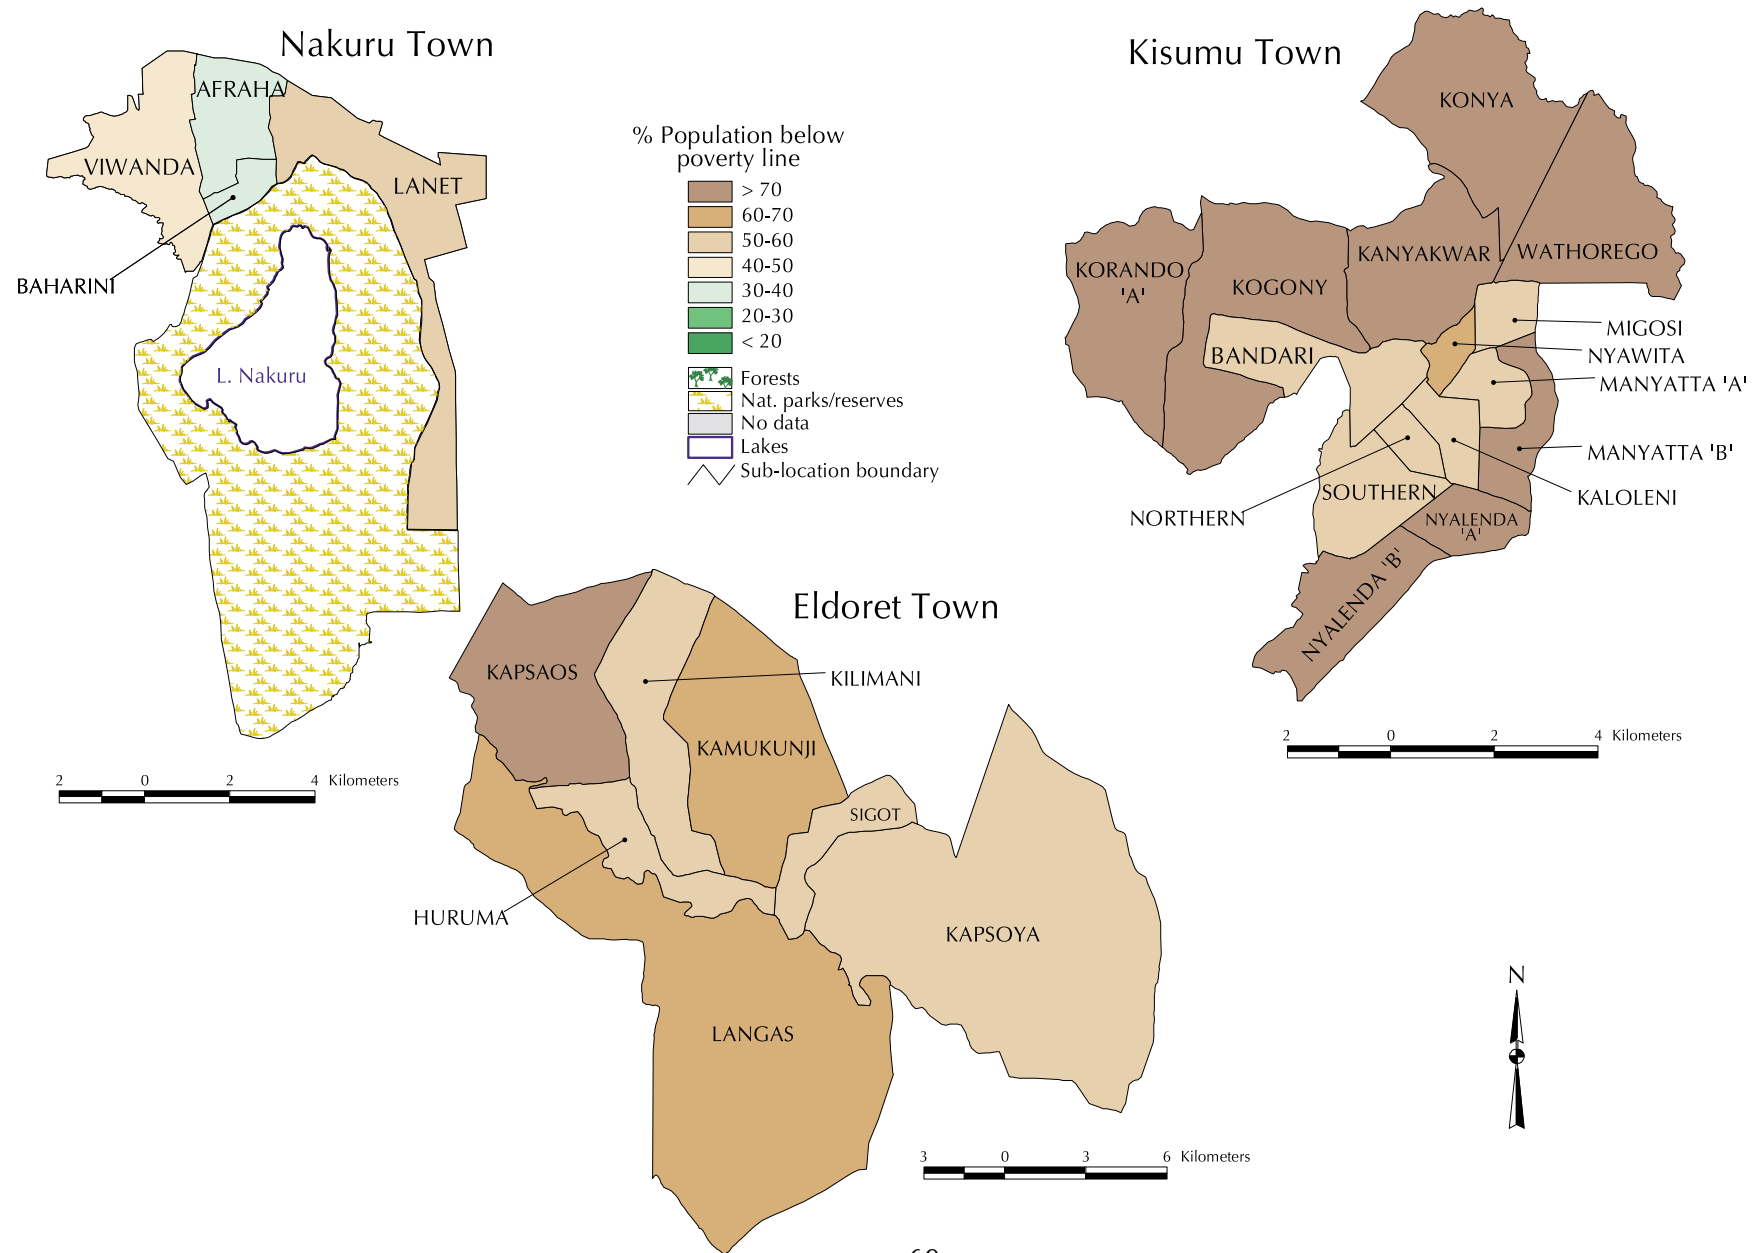 Nakuru Town
Kisumu Town
AFRAHA
VIWANDA
LANET
BAHARINI
L. Nakuru
2 0 2 4 Kilometers
% Population below
poverty line
> 70
60-70
50-60
40-50
30-40
20-30
< 20
Forests
Nat. parks/reserves
No data
Lakes
Sub-location boundary
KONYA
KANYAKWAR
WATHOREGO
KORANDO
'A'
KOGONY
BANDARI
MIGOSI
NYAWITA
MANYATTA 'A'
MANYATTA 'B'
KALOLENI
SOUTHERN
NORTHERN
NYALENDA
'A'
NYALENDA 'B'
2 0 2 4 Kilometers
Eldoret Town
KAPSAOS
KILIMANI
KAMUKUNJI
SIGOT
HURUMA
KAPSOYA
LANGAS
N
3 0 3 6 Kilometers